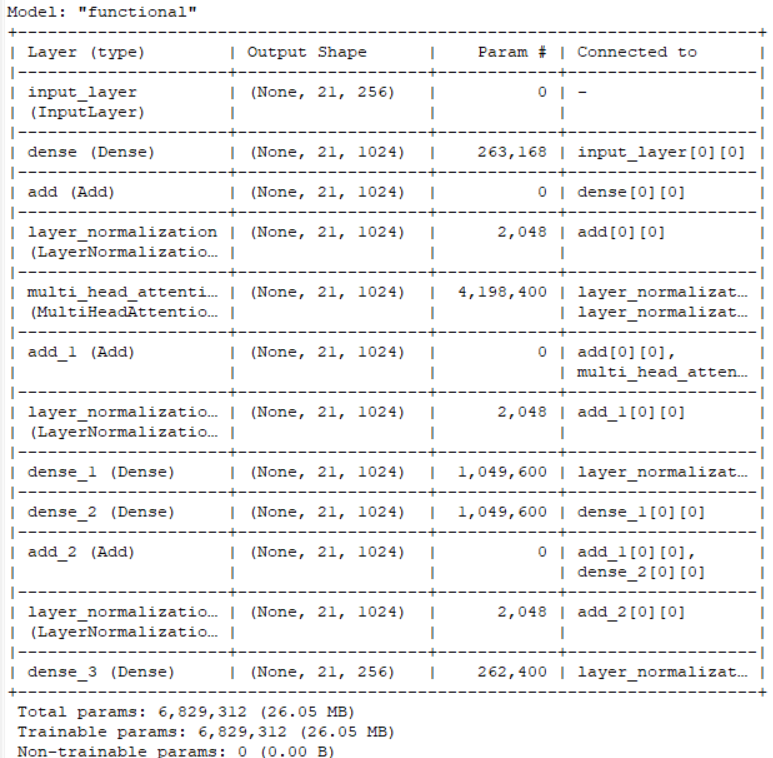 Model: "functional"
+---------------------+-------------------+------------+-------------------+
| Layer (type) | Output Shape | Param # | Connected to |
|---------------------+-------------------+------------+-------------------|
| input_layer | (None, 21, 256) | 0 | - |
| (InputLayer) | | | |
|---------------------+-------------------+------------+-------------------|
| dense (Dense) | (None, 21, 1024) | 263,168 | input_layer[0][0] |
|---------------------+-------------------+------------+-------------------|
| add (Add) | (None, 21, 1024) | 0 | dense[0][0] |
|---------------------+-------------------+------------+-------------------|
| layer_normalization | (None, 21, 1024) | 2,048 | add[0][0] |
| (LayerNormalizatio… | | | |
|---------------------+-------------------+------------+-------------------|
| multi_head_attenti… | (None, 21, 1024) | 4,198,400 | layer_normalizat… |
| (MultiHeadAttentio… | | | layer_normalizat… |
|---------------------+-------------------+------------+-------------------|
| add_1 (Add) | (None, 21, 1024) | 0 | add[0][0], |
| | | | multi_head_atten… |
|---------------------+-------------------+------------+-------------------|
| layer_normalizatio… | (None, 21, 1024) | 2,048 | add_1[0][0] |
| (LayerNormalizatio… | | | |
|---------------------+-------------------+------------+-------------------|
| dense_1 (Dense) | (None, 21, 1024) | 1,049,600 | layer_normalizat… |
|---------------------+-------------------+------------+-------------------|
| dense_2 (Dense) | (None, 21, 1024) | 1,049,600 | dense_1[0][0] |
|---------------------+-------------------+------------+-------------------|
| add_2 (Add) | (None, 21, 1024) | 0 | add_1[0][0], |
| | | | dense_2[0][0] |
|---------------------+-------------------+------------+-------------------|
| layer_normalizatio… | (None, 21, 1024) | 2,048 | add_2[0][0] |
| (LayerNormalizatio… | | | |
|---------------------+-------------------+------------+-------------------|
| dense_3 (Dense) | (None, 21, 256) | 262,400 | layer_normalizat… |
+---------------------+-------------------+------------+-------------------+
Total params: 6,829,312 (26.05 MB)
Trainable params: 6,829,312 (26.05 MB)
Non-trainable params: 0 (0.00 B)